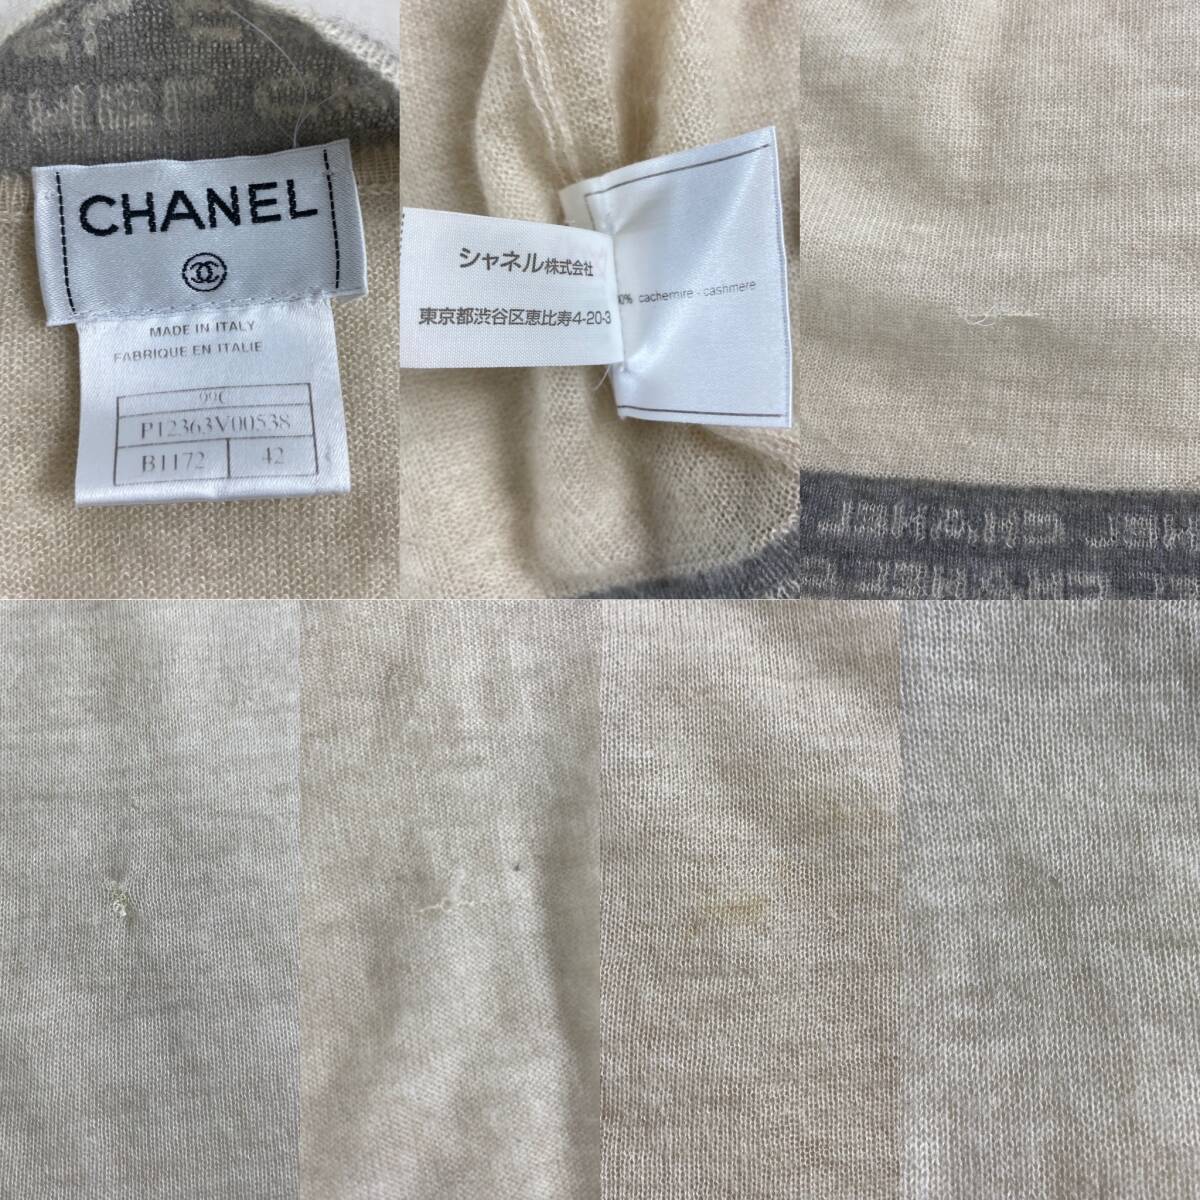 CHANEL
MADE IN ITALY
FABRIQUE EN ITALIE
99C
P12363V00538
B1172 42
シャネル株式会社
東京都渋谷区恵比寿4-20-3
cachemire - cashmere
CHANEL